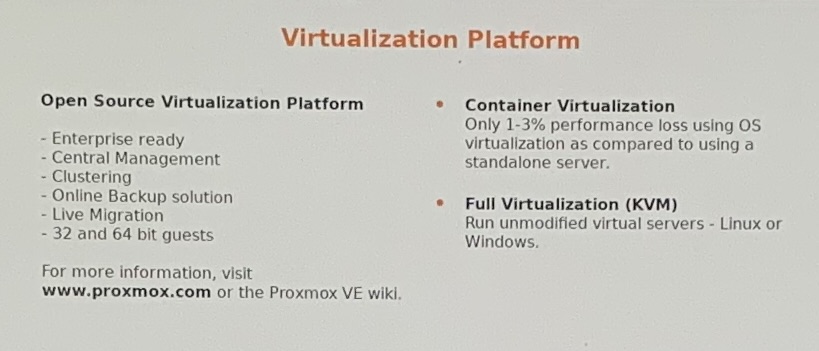 Virtualization Platform
Open Source Virtualization Platform
- Enterprise ready
- Central Management
- Clustering
- Online Backup solution
- Live Migration
- 32 and 64 bit guests
For more information, visit
www.proxmox.com or the Proxmox VE wiki.
• Container Virtualization
Only 1-3% performance loss using OS
virtualization as compared to using a
standalone server.
• Full Virtualization (KVM)
Run unmodified virtual servers - Linux or
Windows.